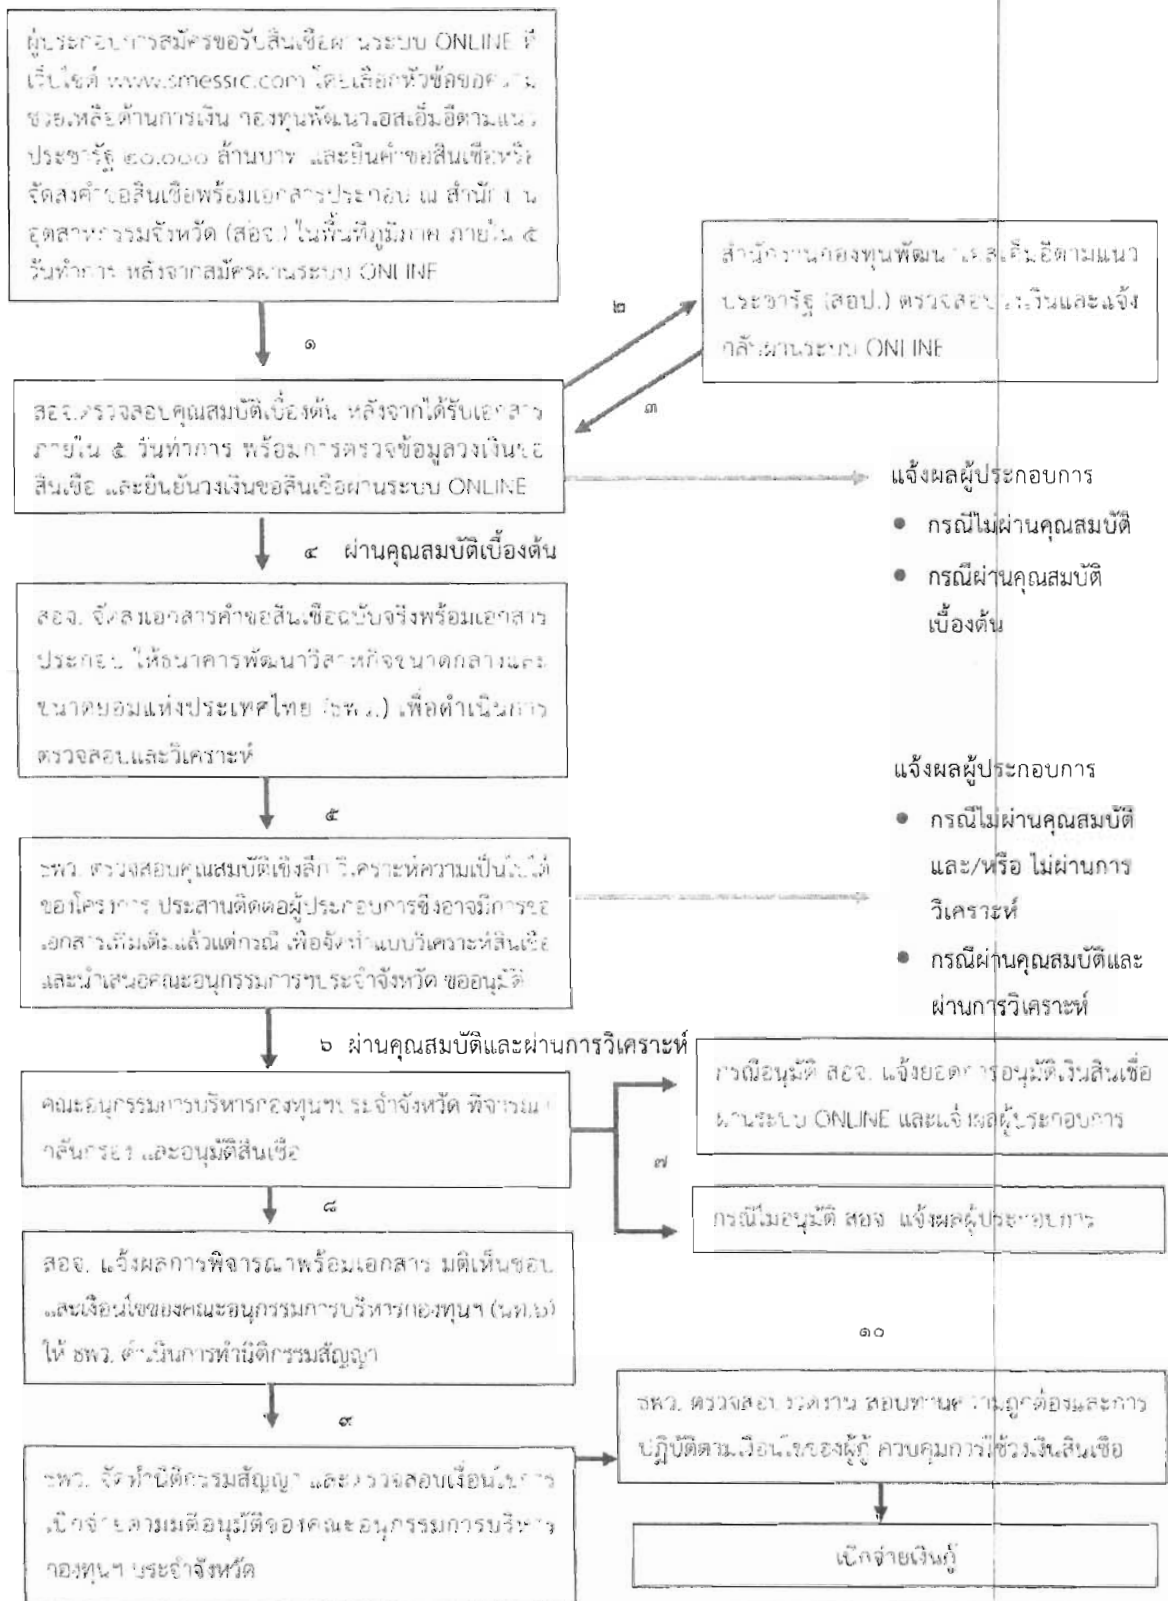 ผู้ประกอบการสมัครขอรับสินเชื่อผ่านระบบ ONLINE ที่
เว็บไซต์ www.smessrc.com โดยเลือกหัวข้อขอความ
ช่วยเหลือด้านการเงิน กองทุนพัฒนาเอสเอ็มอีตามแนว
ประชารัฐ ๒๐,๐๐๐ ล้านบาท และยื่นคำขอสินเชื่อหรือ
จัดส่งคำขอสินเชื่อพร้อมเอกสารประกอบ ณ สำนักงาน
อุตสาหกรรมจังหวัด (สอจ.) ในพื้นที่ภูมิภาค ภายใน ๕
วันทำการ หลังจากสมัครผ่านระบบ ONLINE
๑
๒
สำนักงานกองทุนพัฒนาเอสเอ็มอีตามแนว
ประชารัฐ (สอป.) ตรวจสอบวงเงินและแจ้ง
กลับผ่านระบบ ONLINE
๓
สอจ.ตรวจสอบคุณสมบัติเบื้องต้น หลังจากได้รับเอกสาร
ภายใน ๕ วันทำการ พร้อมการตรวจข้อมูลวงเงินขอ
สินเชื่อ และยืนยันวงเงินขอสินเชื่อผ่านระบบ ONLINE
แจ้งผลผู้ประกอบการ
• กรณีไม่ผ่านคุณสมบัติ
• กรณีผ่านคุณสมบัติ
เบื้องต้น
๔ ผ่านคุณสมบัติเบื้องต้น
สอจ. จัดส่งเอกสารคำขอสินเชื่อฉบับจริงพร้อมเอกสาร
ประกอบ ให้ธนาคารพัฒนาวิสาหกิจขนาดกลางและ
ขนาดย่อมแห่งประเทศไทย (ธพว.) เพื่อดำเนินการ
ตรวจสอบและวิเคราะห์
๕
ธพว. ตรวจสอบคุณสมบัติเชิงลึก วิเคราะห์ความเป็นไปได้
ของโครงการ ประสานติดต่อผู้ประกอบการซึ่งอาจมีการขอ
เอกสารเพิ่มเติมแล้วแต่กรณี เพื่อจัดทำแบบวิเคราะห์สินเชื่อ
และนำเสนอคณะอนุกรรมการฯประจำจังหวัด ขออนุมัติ
แจ้งผลผู้ประกอบการ
• กรณีไม่ผ่านคุณสมบัติ
และ/หรือ ไม่ผ่านการ
วิเคราะห์
• กรณีผ่านคุณสมบัติและ
ผ่านการวิเคราะห์
๖ ผ่านคุณสมบัติและผ่านการวิเคราะห์
คณะอนุกรรมการบริหารกองทุนฯประจำจังหวัด พิจารณา
กลั่นกรอง และอนุมัติสินเชื่อ
๗
กรณีอนุมัติ สอจ. แจ้งยอดการอนุมัติเงินสินเชื่อ
ผ่านระบบ ONLINE และแจ้งผลผู้ประกอบการ
กรณีไม่อนุมัติ สอจ. แจ้งผลผู้ประกอบการ
๘
สอจ. แจ้งผลการพิจารณาพร้อมเอกสาร มติเห็นชอบ
และเงื่อนไขของคณะอนุกรรมการบริหารกองทุนฯ
ให้ ธพว. ดำเนินการทำนิติกรรมสัญญา
๙
ธพว. จัดทำนิติกรรมสัญญา และตรวจสอบเงื่อนไขการ
เบิกจ่ายตามมติอนุมัติของคณะอนุกรรมการบริหาร
กองทุนฯ ประจำจังหวัด
๑๐
ธพว. ตรวจสอบงวดงาน สอบทานความถูกต้องและการ
ปฏิบัติตามเงื่อนไขของผู้กู้ ควบคุมการใช้วงเงินสินเชื่อ
เบิกจ่ายเงินกู้